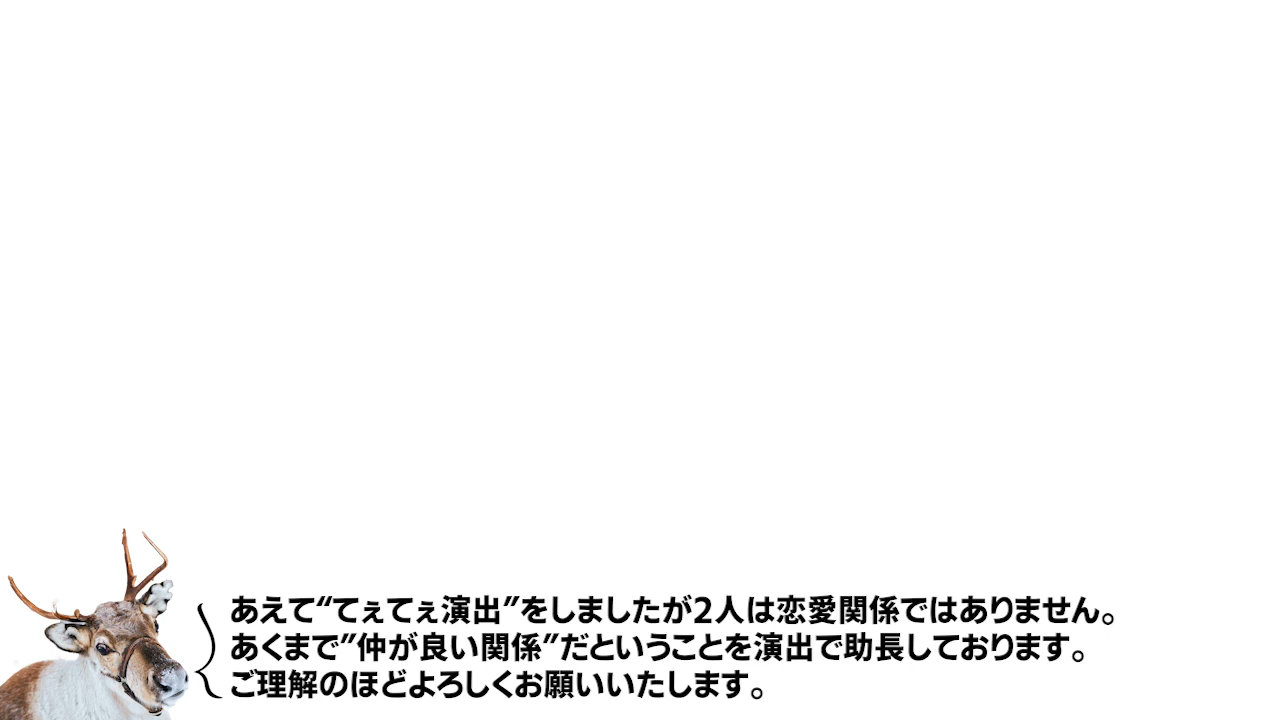 あえて“てぇてぇ演出”をしましたが2人は恋愛関係ではありません。
あくまで”仲が良い関係”だということを演出で助長しております。
ご理解のほどよろしくお願いいたします。